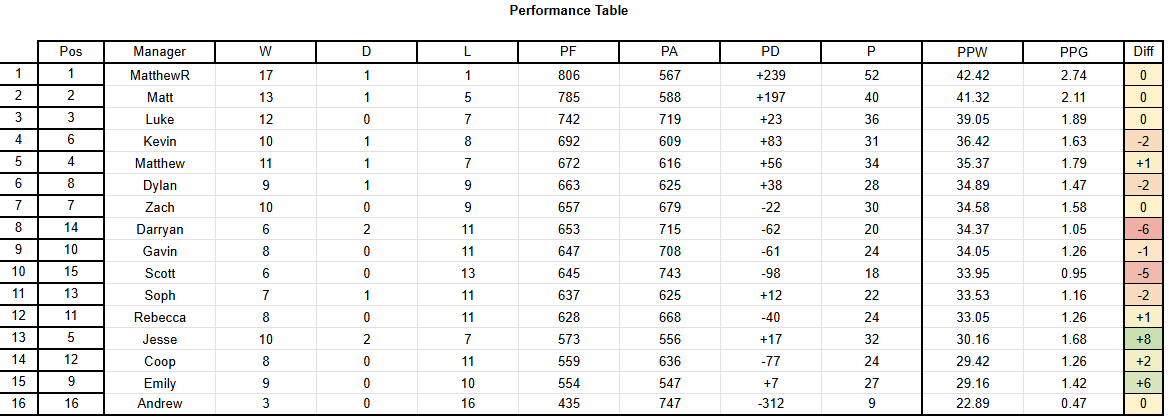 Performance Table
Pos Manager W D L PF PA PD P PPW PPG Diff
1 1 MatthewR 17 1 1 806 567 +239 52 42.42 2.74 0
2 2 Matt 13 1 5 785 588 +197 40 41.32 2.11 0
3 3 Luke 12 0 7 742 719 +23 36 39.05 1.89 0
4 6 Kevin 10 1 8 692 609 +83 31 36.42 1.63 -2
5 4 Matthew 11 1 7 672 616 +56 34 35.37 1.79 +1
6 8 Dylan 9 1 9 663 625 +38 28 34.89 1.47 -2
7 7 Zach 10 0 9 657 679 -22 30 34.58 1.58 0
8 14 Darryan 6 2 11 653 715 -62 20 34.37 1.05 -6
9 10 Gavin 8 0 11 647 708 -61 24 34.05 1.26 -1
10 15 Scott 6 0 13 645 743 -98 18 33.95 0.95 -5
11 13 Soph 7 1 11 637 625 +12 22 33.53 1.16 -2
12 11 Rebecca 8 0 11 628 668 -40 24 33.05 1.26 +1
13 5 Jesse 10 2 7 573 556 +17 32 30.16 1.68 +8
14 12 Coop 8 0 11 559 636 -77 24 29.42 1.26 +2
15 9 Emily 9 0 10 554 547 +7 27 29.16 1.42 +6
16 16 Andrew 3 0 16 435 747 -312 9 22.89 0.47 0